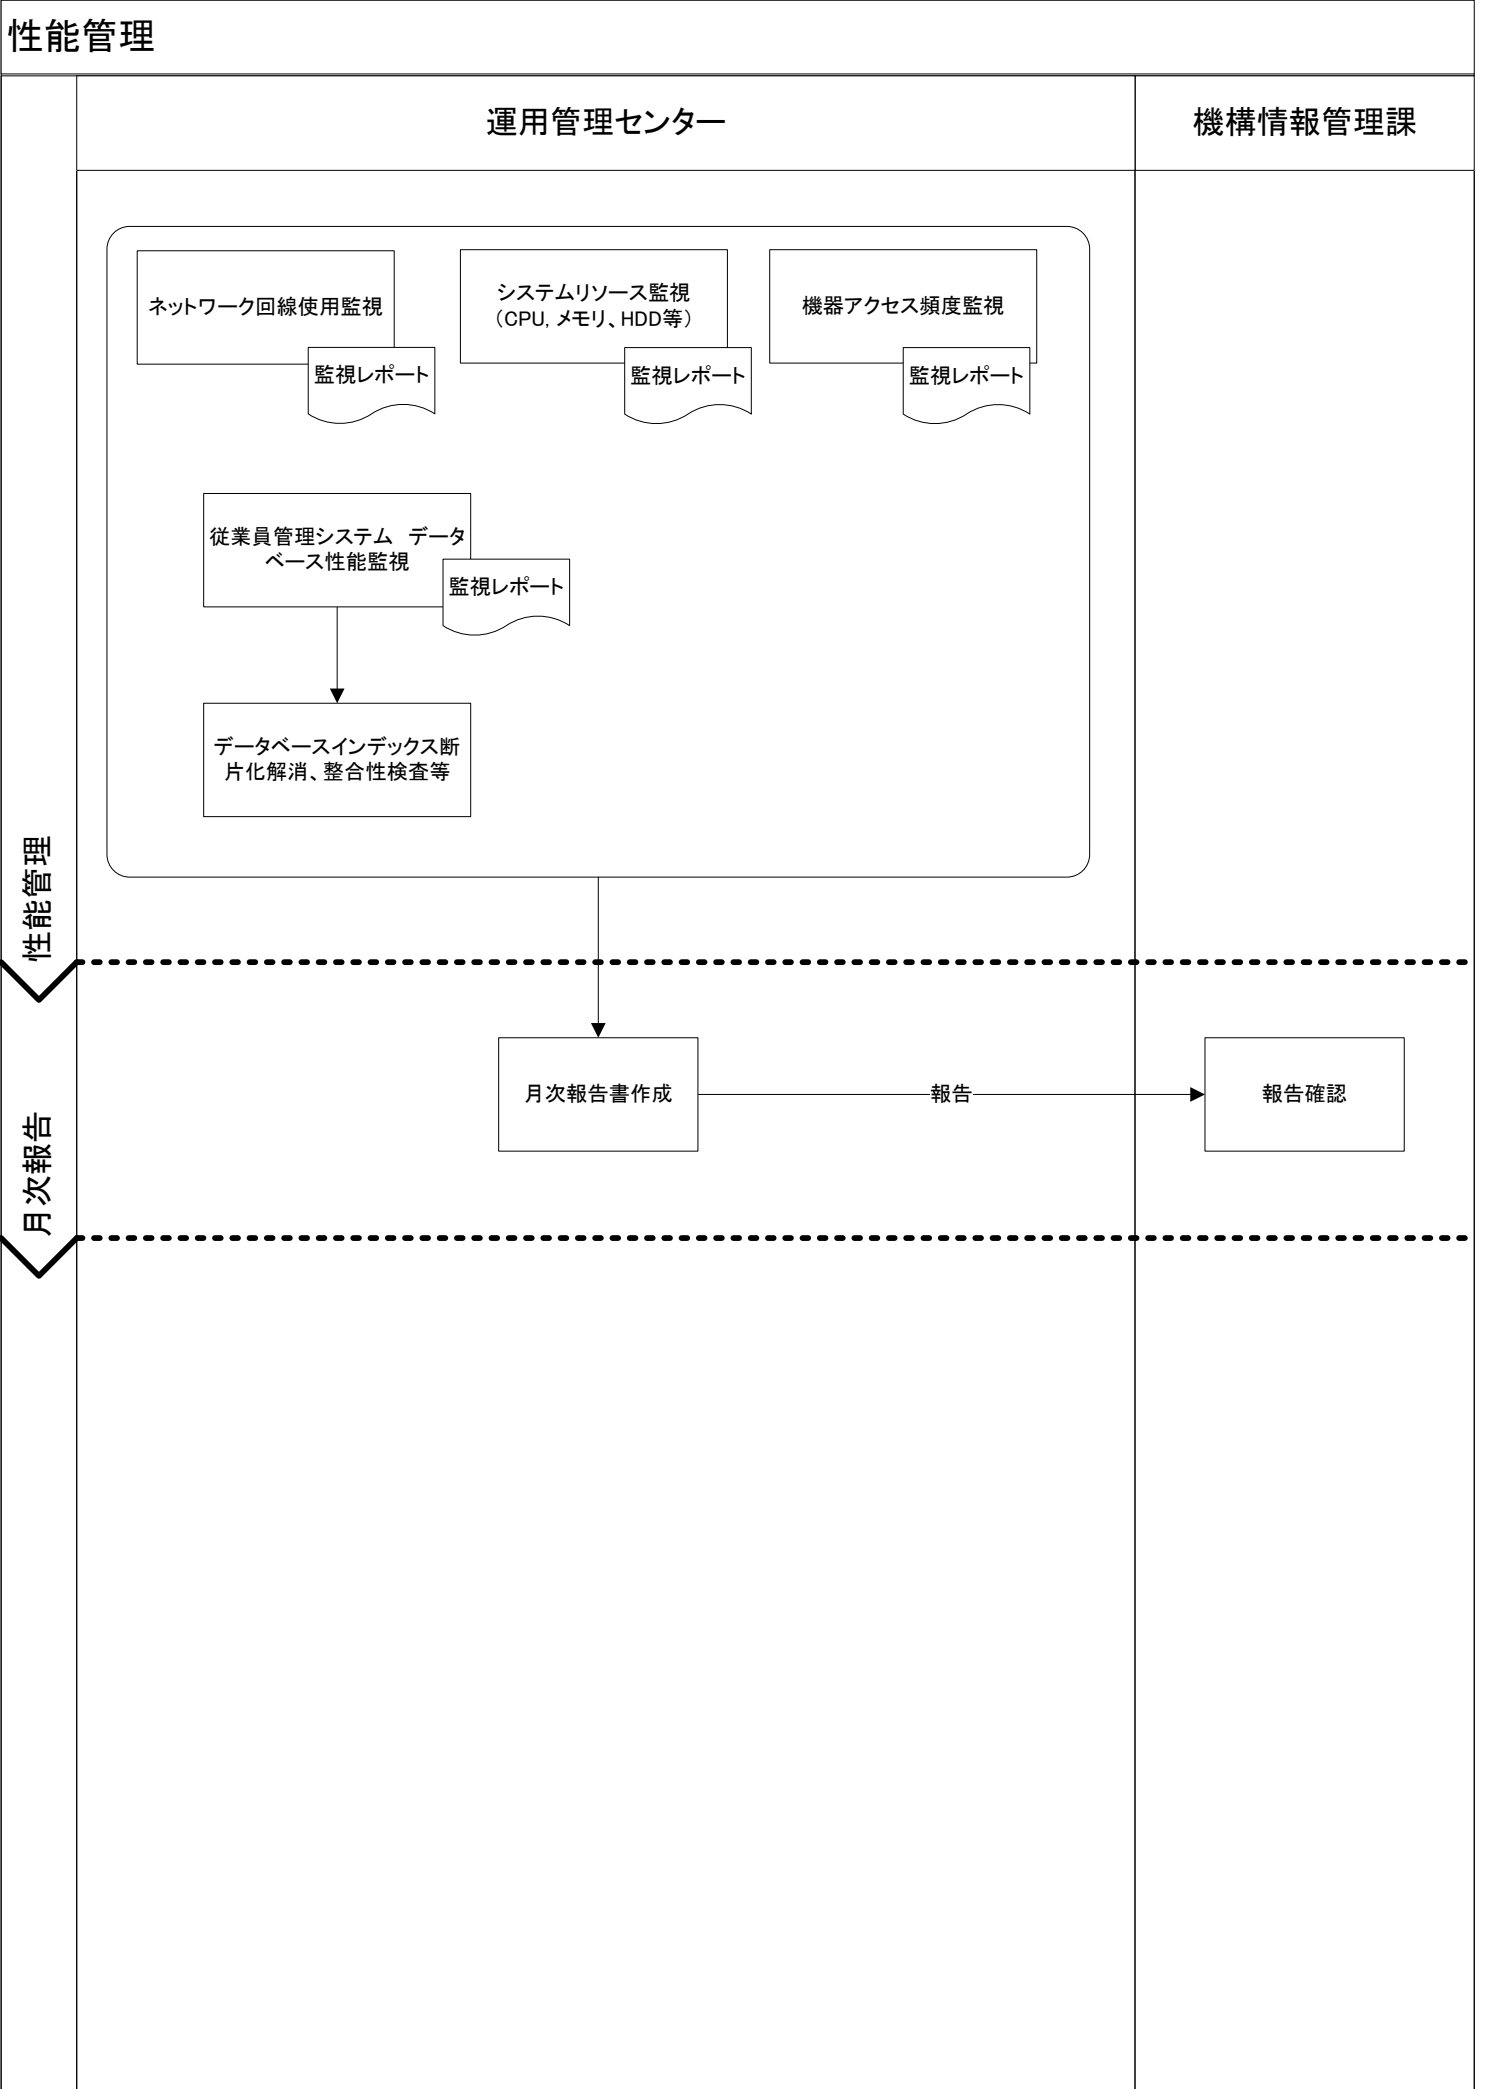 性能管理
運用管理センター
機構情報管理課
ネットワーク回線使用監視
監視レポート
システムリソース監視
（CPU, メモリ、HDD等）
監視レポート
機器アクセス頻度監視
監視レポート
従業員管理システム　データ
ベース性能監視
監視レポート
データベースインデックス断
片化解消、整合性検査等
性能管理
月次報告書作成
報告
報告確認
月次報告